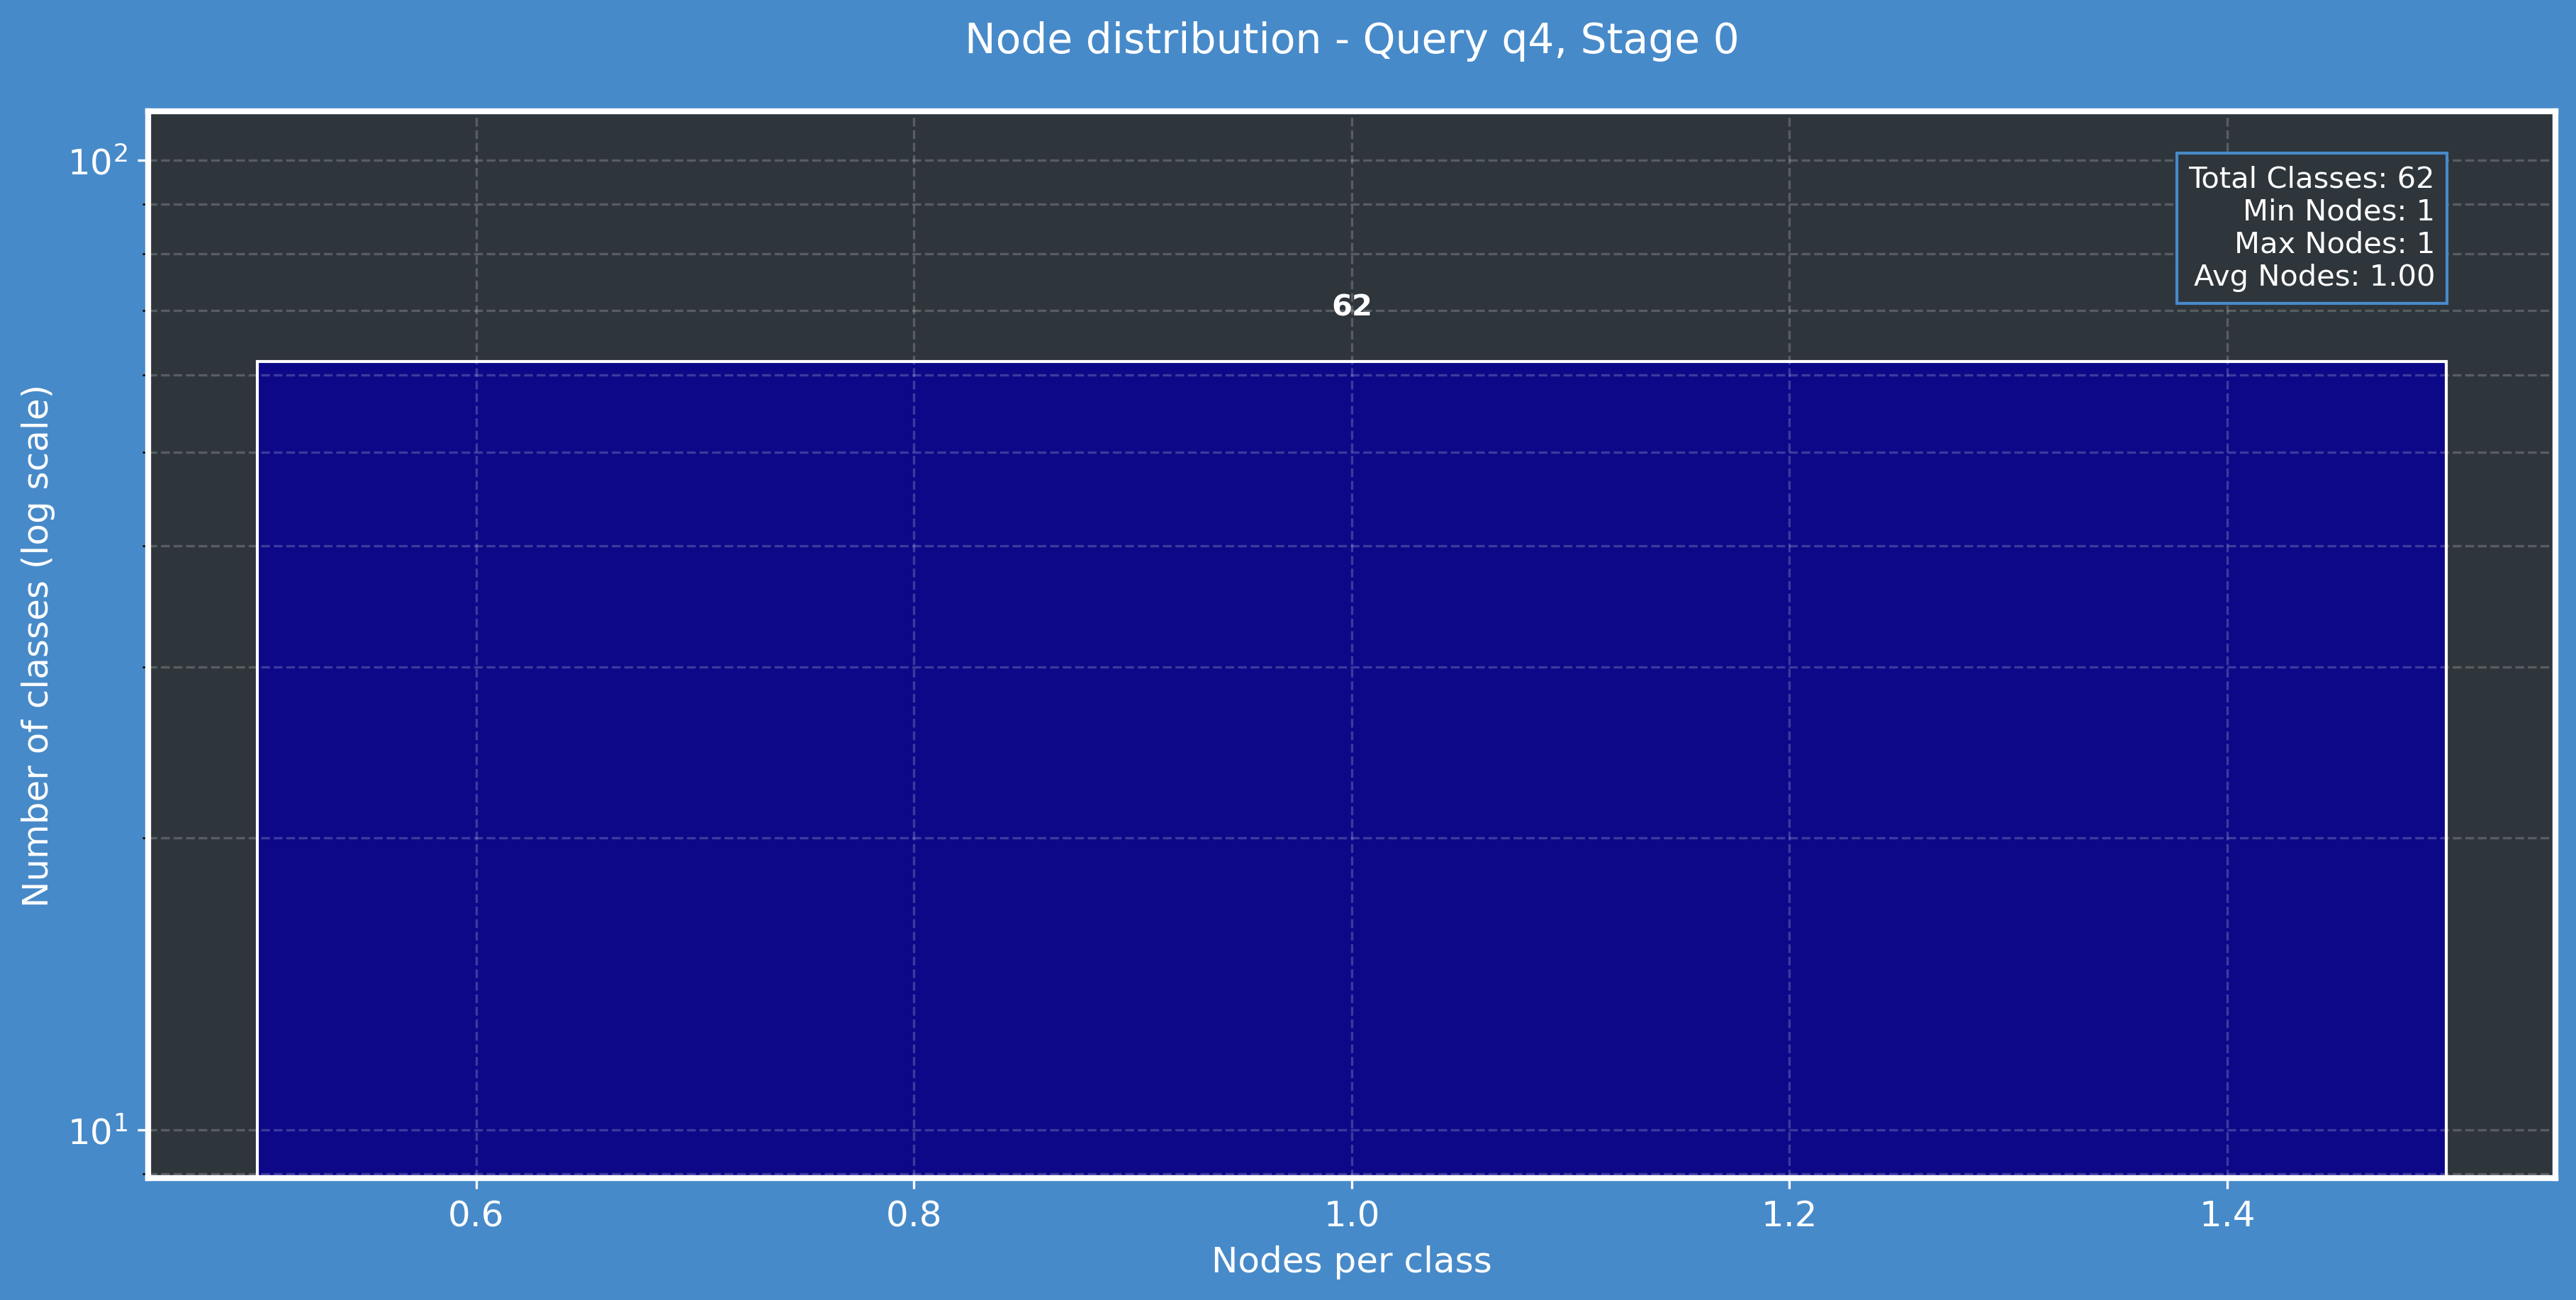 Node distribution - Query q4, Stage 0
10²
Total Classes: 62
Min Nodes: 1
Max Nodes: 1
Avg Nodes: 1.00
62
Number of classes (log scale)
10¹
0.6 0.8 1.0 1.2 1.4
Nodes per class